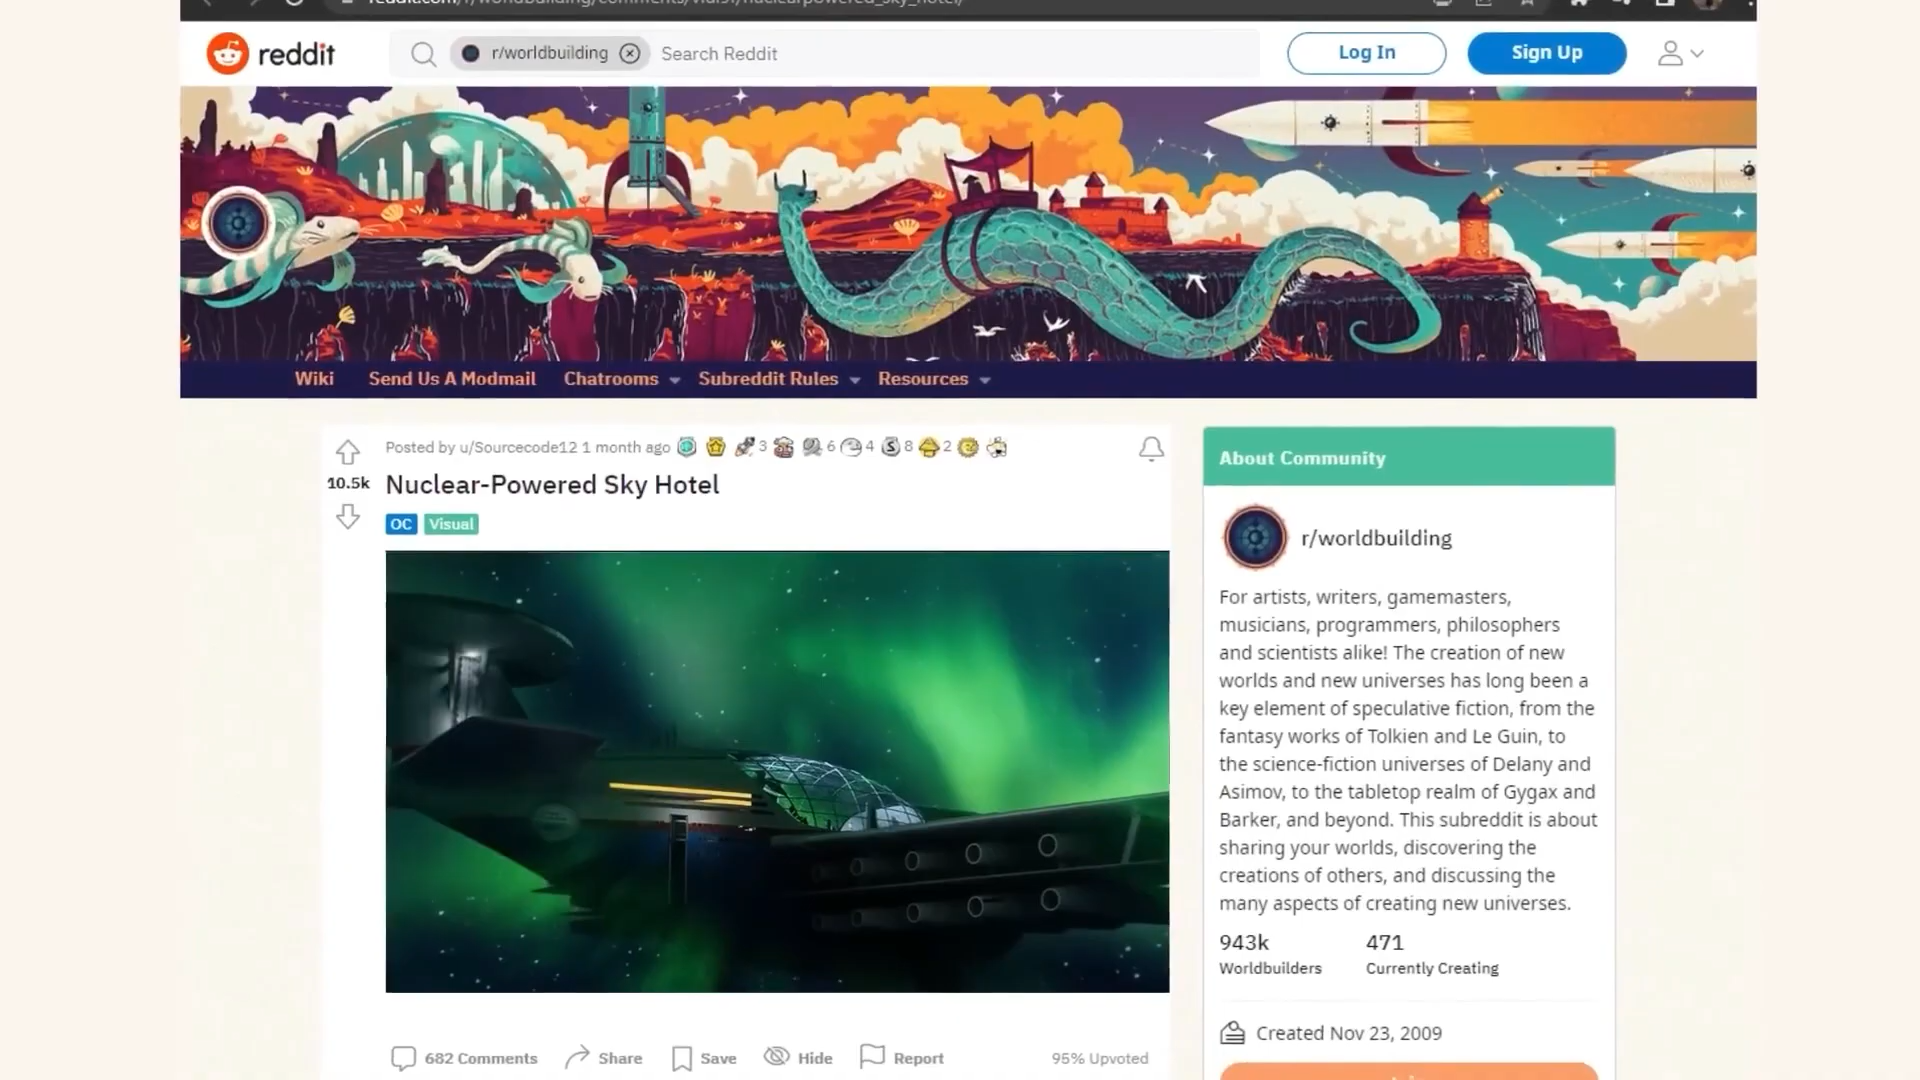 reddit
r/worldbuilding
Search Reddit
Log In
Sign Up
Wiki
Send Us A Modmail
Chatrooms
Subreddit Rules
Resources
Posted by u/Sourcecode12 1 month ago
3
6
4
8
2
10.5k
Nuclear-Powered Sky Hotel
OC
Visual
682 Comments
Share
Save
Hide
Report
95% Upvoted
About Community
r/worldbuilding
For artists, writers, gamemasters,
musicians, programmers, philosophers
and scientists alike! The creation of new
worlds and new universes has long been a
key element of speculative fiction, from the
fantasy works of Tolkien and Le Guin, to
the science-fiction universes of Delany and
Asimov, to the tabletop realm of Gygax and
Barker, and beyond. This subreddit is about
sharing your worlds, discovering the
creations of others, and discussing the
many aspects of creating new universes.
943k
Worldbuilders
471
Currently Creating
Created Nov 23, 2009